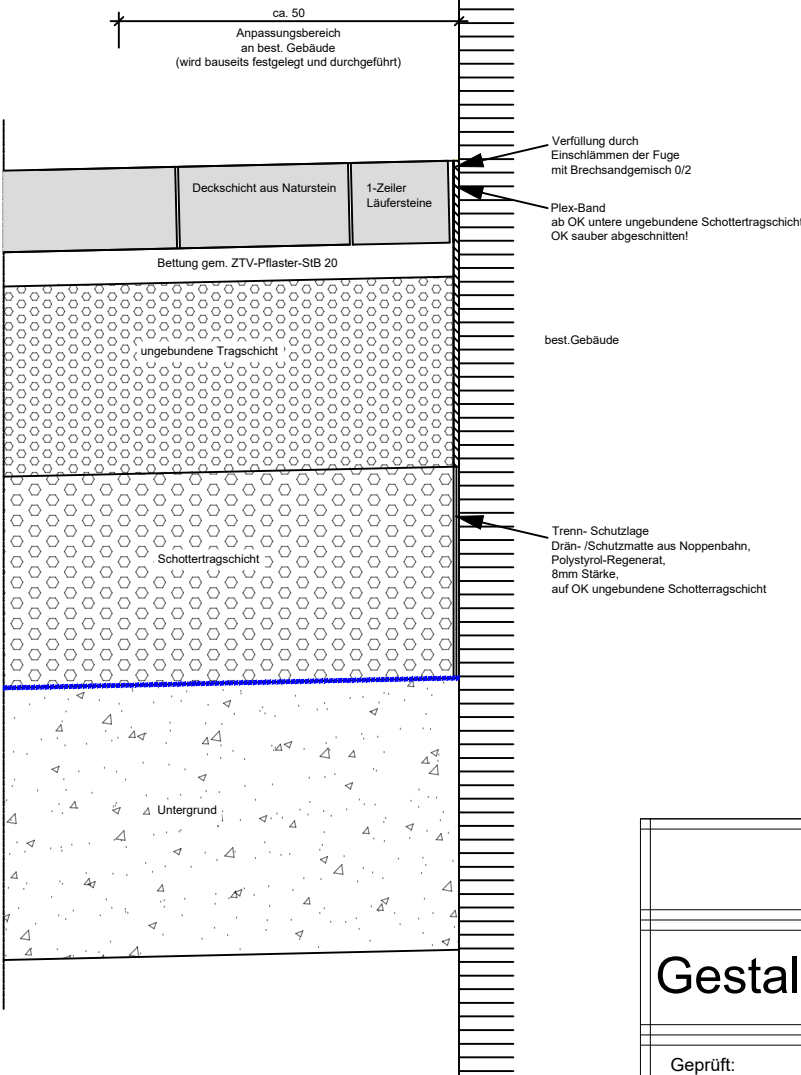 ca. 50
Anpassungsbereich
an best. Gebäude
(wird bauseits festgelegt und durchgeführt)
Verfüllung durch
Einschlämmen der Fuge
mit Brechsandgemisch 0/2
Deckschicht aus Naturstein
1-Zeiler
Läufersteine
Plex-Band
ab OK untere ungebundene Schottertragschicht
OK sauber abgeschnitten!
Bettung gem. ZTV-Pflaster-StB 20
best.Gebäude
ungebundene Tragschicht
Trenn- Schutzlage
Drän- /Schutzmatte aus Noppenbahn,
Polystyrol-Regenerat,
8mm Stärke,
auf OK ungebundene Schotterragschicht
Schottertragschicht
Untergrund
Gestal
Geprüft: